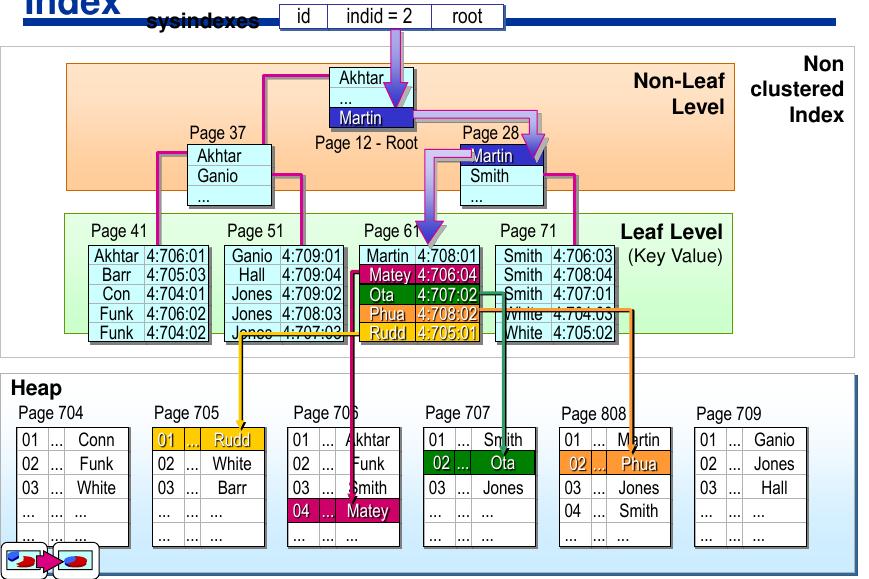 Index
sysindexes
id indid = 2 root
Non clustered Index
Non-Leaf Level
Akhtar
...
Martin
Page 12 - Root
Page 37
Akhtar
Ganio
...
Page 28
Martin
Smith
...
Leaf Level
(Key Value)
Page 41
Akhtar 4:706:01
Barr 4:705:03
Con 4:704:01
Funk 4:706:02
Funk 4:704:02
Page 51
Ganio 4:709:01
Hall 4:709:04
Jones 4:709:02
Jones 4:708:03
Jones 4:707:03
Page 61
Martin 4:708:01
Matey 4:706:04
Ota 4:707:02
Phua 4:708:02
Rudd 4:705:01
Page 71
Smith 4:706:03
Smith 4:708:04
Smith 4:707:01
White 4:704:03
White 4:705:02
Heap
Page 704
01 ... Conn
02 ... Funk
03 ... White
... ... ...
... ... ...
Page 705
01 ... Rudd
02 ... White
03 ... Barr
... ... ...
... ... ...
Page 706
01 ... Akhtar
02 ... Funk
03 ... Smith
04 ... Matey
... ... ...
Page 707
01 ... Smith
02 ... Ota
03 ... Jones
... ... ...
... ... ...
Page 808
01 ... Martin
02 ... Phua
03 ... Jones
04 ... Smith
... ... ...
Page 709
01 ... Ganio
02 ... Jones
03 ... Hall
... ... ...
... ... ...